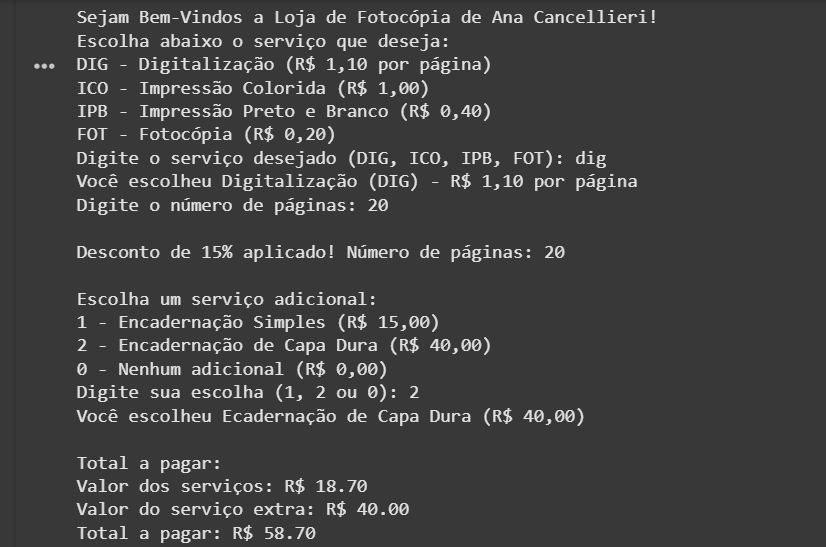 Sejam Bem-Vindos a Loja de Fotocópia de Ana Cancellieri!
Escolha abaixo o serviço que deseja:
DIG - Digitalização (R$ 1,10 por página)
ICO - Impressão Colorida (R$ 1,00)
IPB - Impressão Preto e Branco (R$ 0,40)
FOT - Fotocópia (R$ 0,20)
Digite o serviço desejado (DIG, ICO, IPB, FOT): dig
Você escolheu Digitalização (DIG) - R$ 1,10 por página
Digite o número de páginas: 20
Desconto de 15% aplicado! Número de páginas: 20
Escolha um serviço adicional:
1 - Encadernação Simples (R$ 15,00)
2 - Encadernação de Capa Dura (R$ 40,00)
0 - Nenhum adicional (R$ 0,00)
Digite sua escolha (1, 2 ou 0): 2
Você escolheu Ecadernação de Capa Dura (R$ 40,00)
Total a pagar:
Valor dos serviços: R$ 18.70
Valor do serviço extra: R$ 40.00
Total a pagar: R$ 58.70